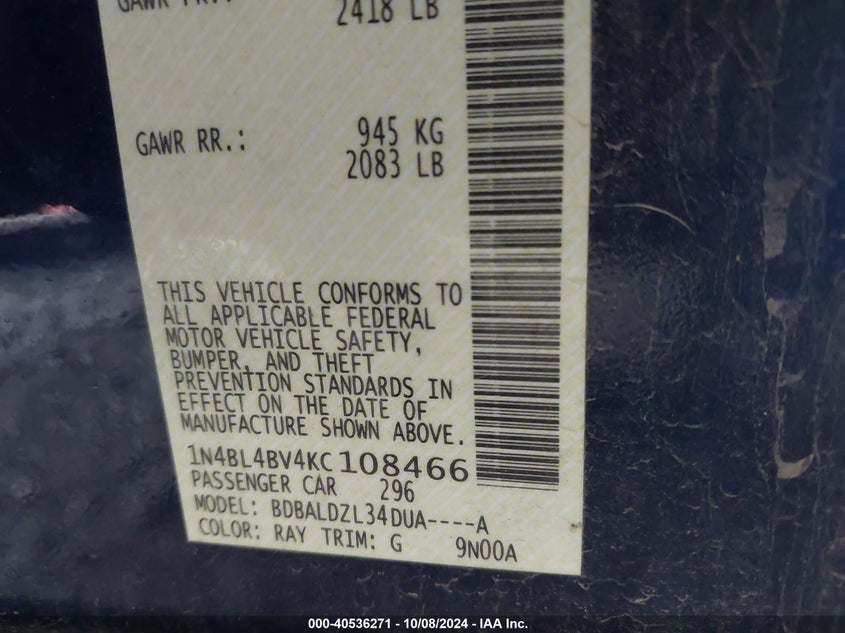 2418 LB
GAWR RR.: 945 KG
2083 LB
THIS VEHICLE CONFORMS TO
ALL APPLICABLE FEDERAL
MOTOR VEHICLE SAFETY,
BUMPER, AND THEFT
PREVENTION STANDARDS IN
EFFECT ON THE DATE OF
MANUFACTURE SHOWN ABOVE.
1N4BL4BV4KC108466
PASSENGER CAR 296
MODEL: BDBALDZL34DUA----A
COLOR: RAY TRIM: G 9N00A
000-40536271 - 10/08/2024 - IAA Inc.